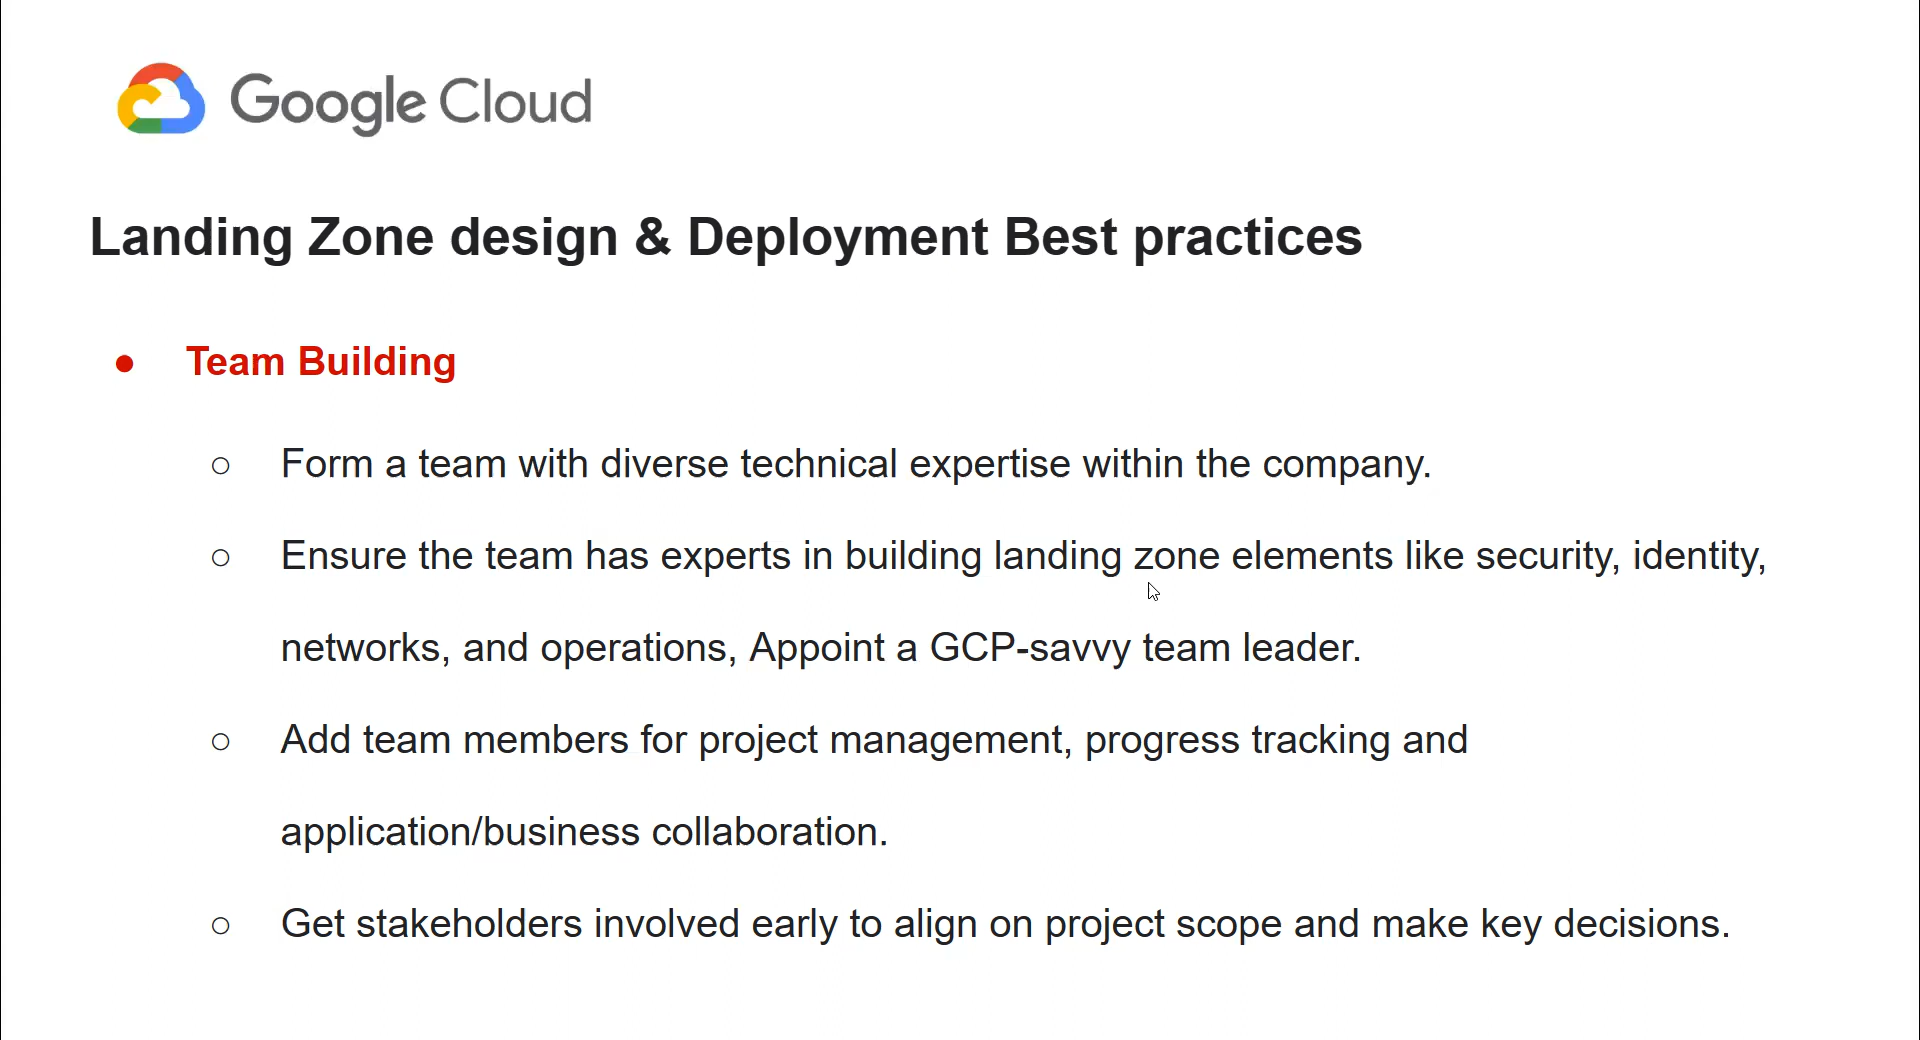 Google Cloud
Landing Zone design & Deployment Best practices
● Team Building
○ Form a team with diverse technical expertise within the company.
○ Ensure the team has experts in building landing zone elements like security, identity,
networks, and operations, Appoint a GCP-savvy team leader.
○ Add team members for project management, progress tracking and
application/business collaboration.
○ Get stakeholders involved early to align on project scope and make key decisions.